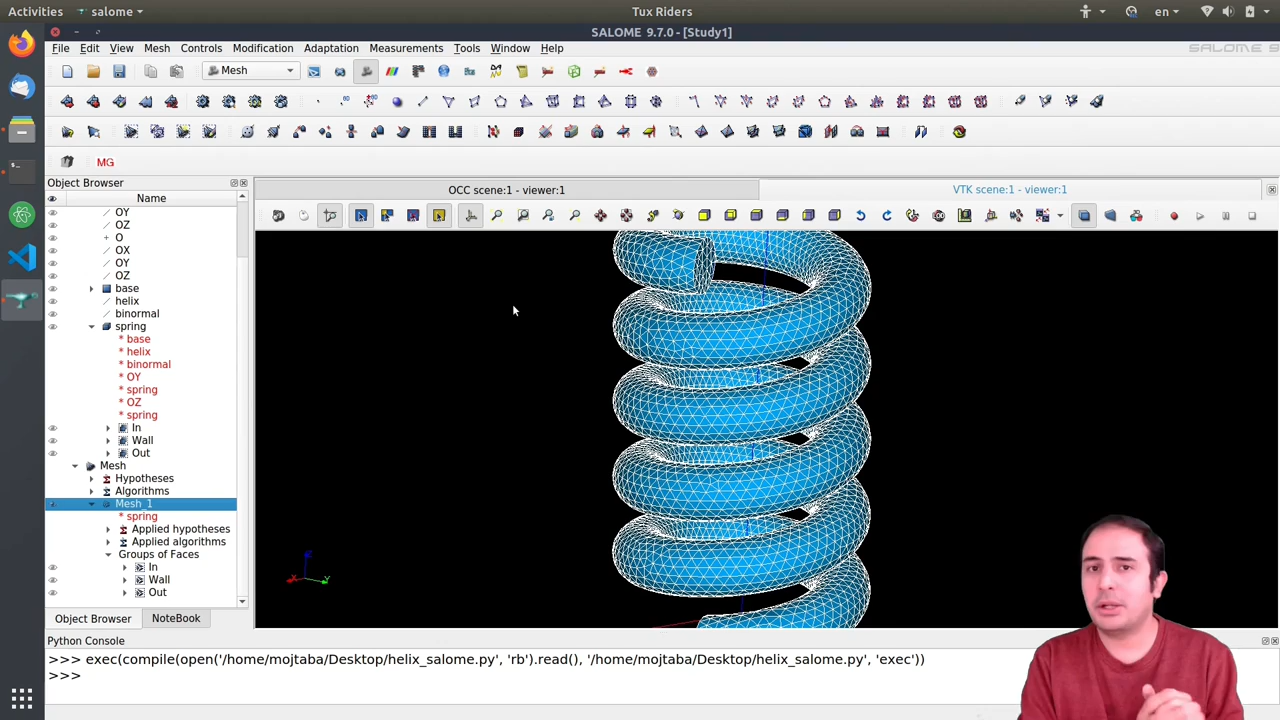 Activities
salome
Tux Riders
en
SALOME 9.7.0 - [Study1]
File Edit View Mesh Controls Modification Adaptation Measurements Tools Window Help
SALOME 9
Mesh
MG
Object Browser
OCC scene:1 - viewer:1
VTK scene:1 - viewer:1
Name
OY
OZ
O
OX
OY
OZ
base
helix
binormal
spring
* base
* helix
* binormal
* OY
* spring
* OZ
* spring
In
Wall
Out
Mesh
Hypotheses
Algorithms
Mesh_1
* spring
Applied hypotheses
Applied algorithms
Groups of Faces
In
Wall
Out
Object Browser
NoteBook
Python Console
>>> exec(compile(open('/home/mojtaba/Desktop/helix_salome.py', 'rb').read(), '/home/mojtaba/Desktop/helix_salome.py', 'exec'))
>>>